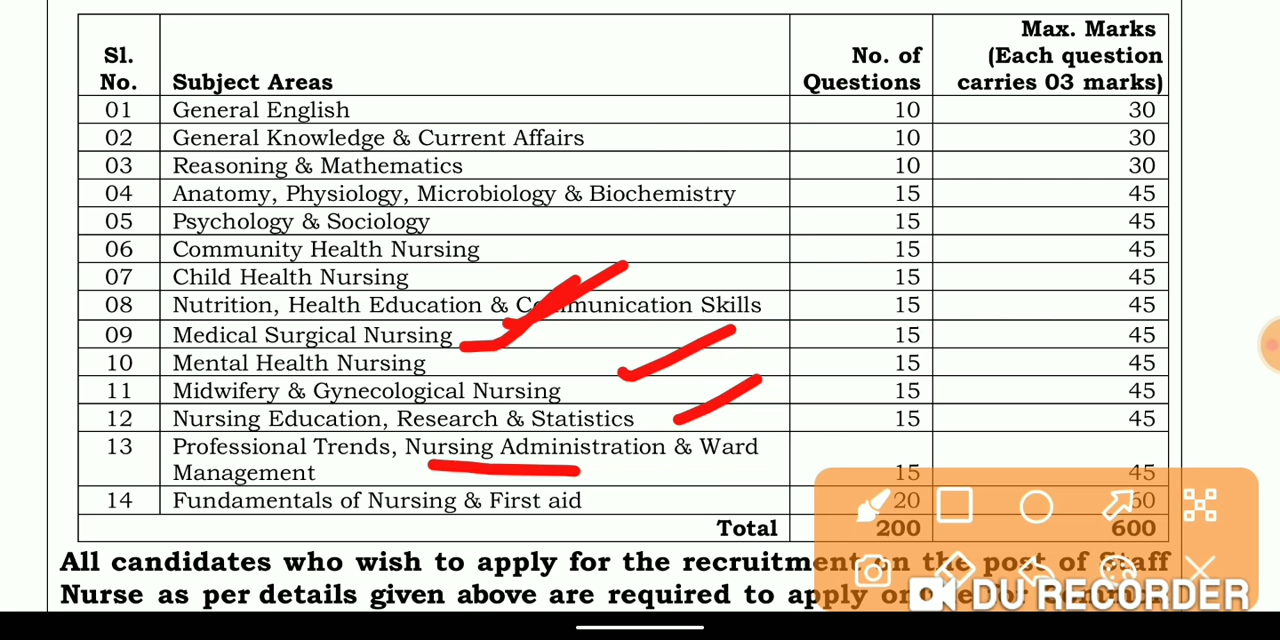 Sl. No. Subject Areas No. of Questions Max. Marks (Each question carries 03 marks)
01 General English 10 30
02 General Knowledge & Current Affairs 10 30
03 Reasoning & Mathematics 10 30
04 Anatomy, Physiology, Microbiology & Biochemistry 15 45
05 Psychology & Sociology 15 45
06 Community Health Nursing 15 45
07 Child Health Nursing 15 45
08 Nutrition, Health Education & Communication Skills 15 45
09 Medical Surgical Nursing 15 45
10 Mental Health Nursing 15 45
11 Midwifery & Gynecological Nursing 15 45
12 Nursing Education, Research & Statistics 15 45
13 Professional Trends, Nursing Administration & Ward
Management 15 45
14 Fundamentals of Nursing & First aid 20 60
Total 200 600
All candidates who wish to apply for the recruitment on the post of Staff
Nurse as per details given above are required to apply
DU RECORDER